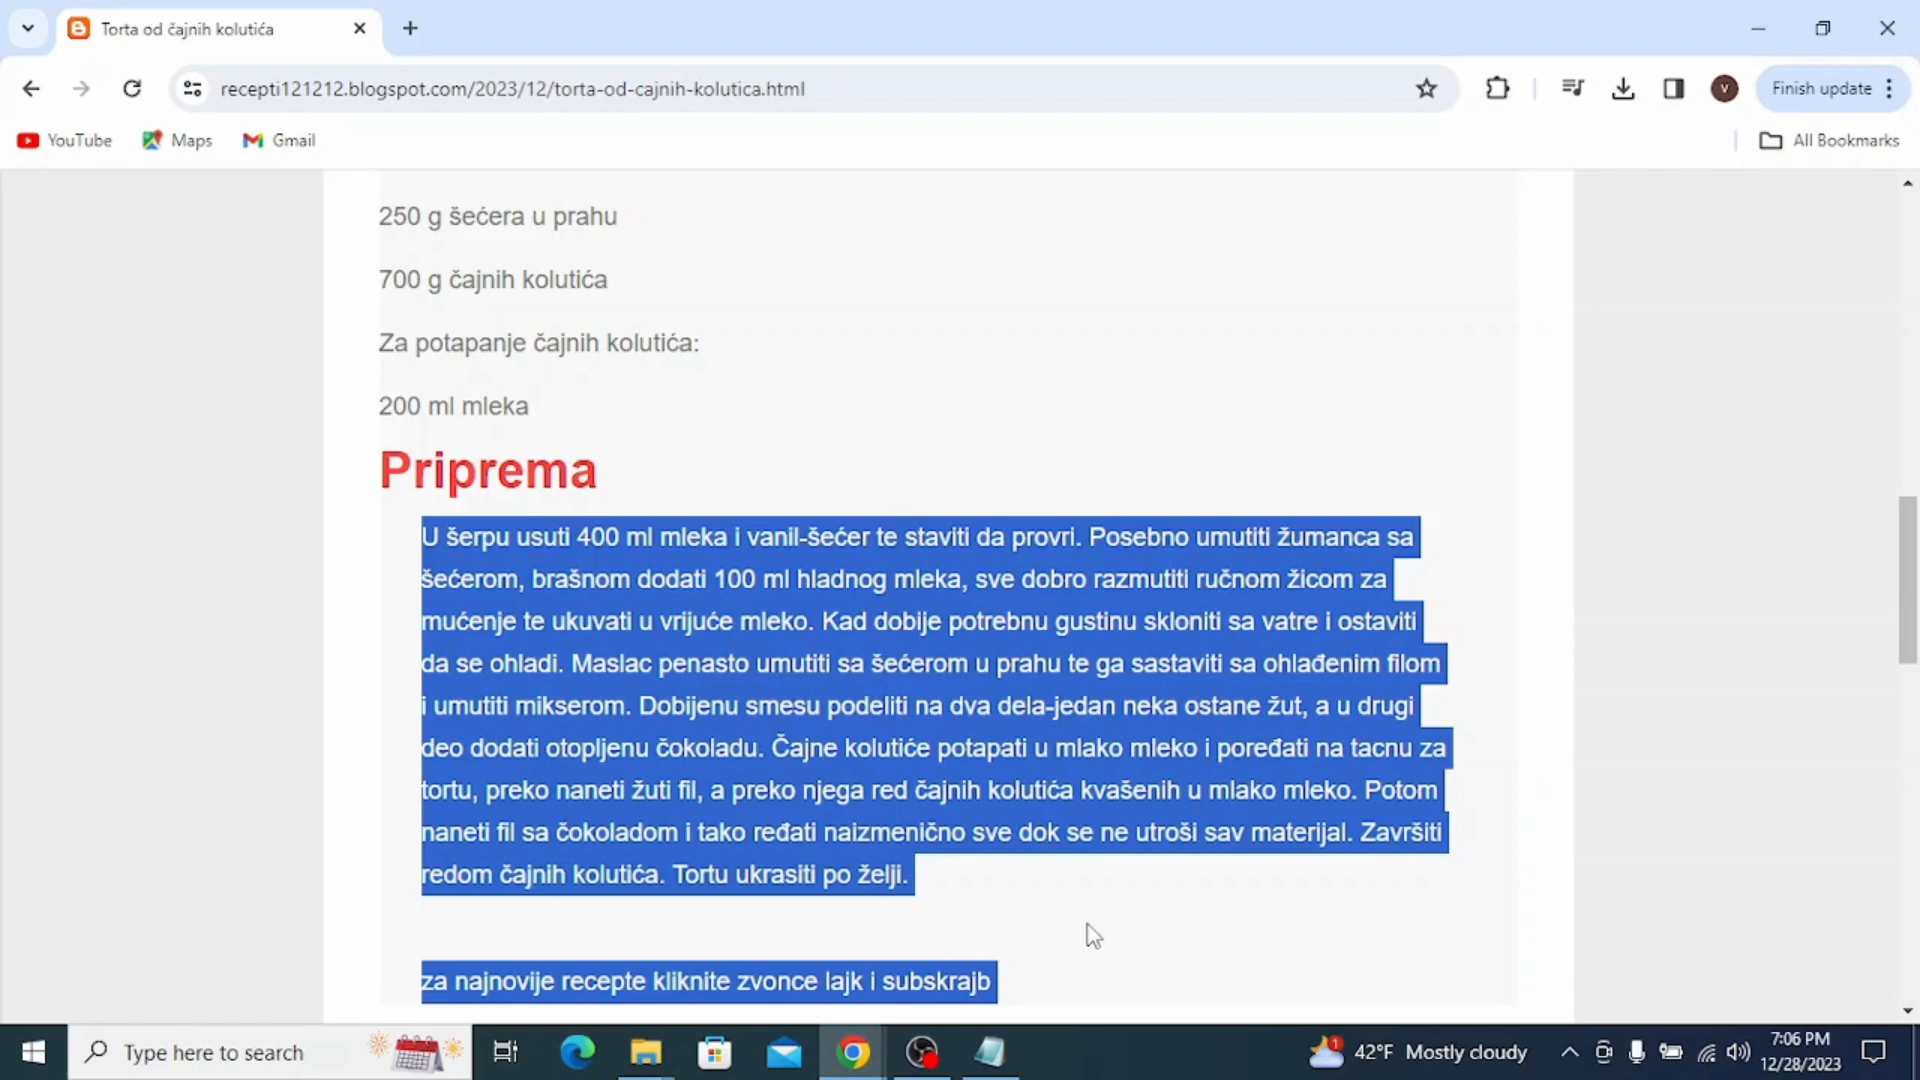 Torta od čajnih kolutića
recepti121212.blogspot.com/2023/12/torta-od-cajnih-kolutica.html
V
Finish update
YouTube
Maps
Gmail
All Bookmarks
250 g šećera u prahu
700 g čajnih kolutića
Za potapanje čajnih kolutića:
200 ml mleka
Priprema
U šerpu usuti 400 ml mleka i vanil-šećer te staviti da provri. Posebno umutiti žumanca sa
šećerom, brašnom dodati 100 ml hladnog mleka, sve dobro razmutiti ručnom žicom za
mućenje te ukuvati u vrijuće mleko. Kad dobije potrebnu gustinu skloniti sa vatre i ostaviti
da se ohladi. Maslac penasto umutiti sa šećerom u prahu te ga sastaviti sa ohlađenim filom
i umutiti mikserom. Dobijenu smesu podeliti na dva dela-jedan neka ostane žut, a u drugi
deo dodati otopljenu čokoladu. Čajne kolutiće potapati u mlako mleko i poređati na tacnu za
tortu, preko naneti žuti fil, a preko njega red čajnih kolutića kvašenih u mlako mleko. Potom
naneti fil sa čokoladom i tako ređati naizmenično sve dok se ne utroši sav materijal. Završiti
redom čajnih kolutića. Tortu ukrasiti po želji.
za najnovije recepte kliknite zvonce lajk i subskrajb
Type here to search
1
42°F Mostly cloudy
7:06 PM
12/28/2023